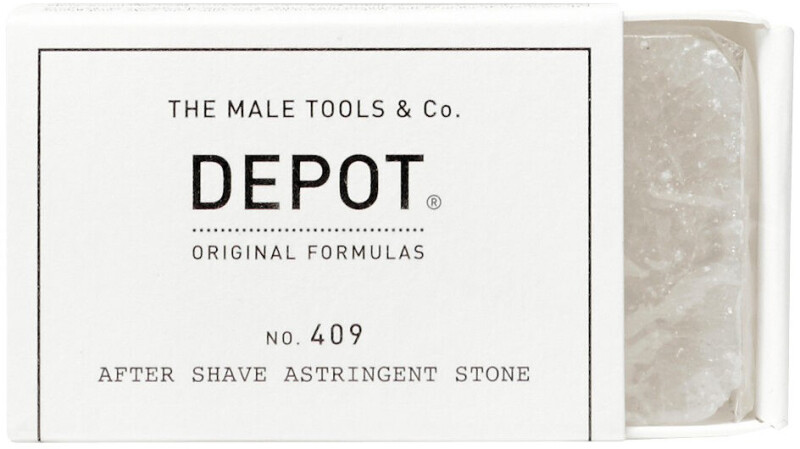 THE MALE TOOLS & Co.
DEPOT®
ORIGINAL FORMULAS
NO. 409
AFTER SHAVE ASTRINGENT STONE